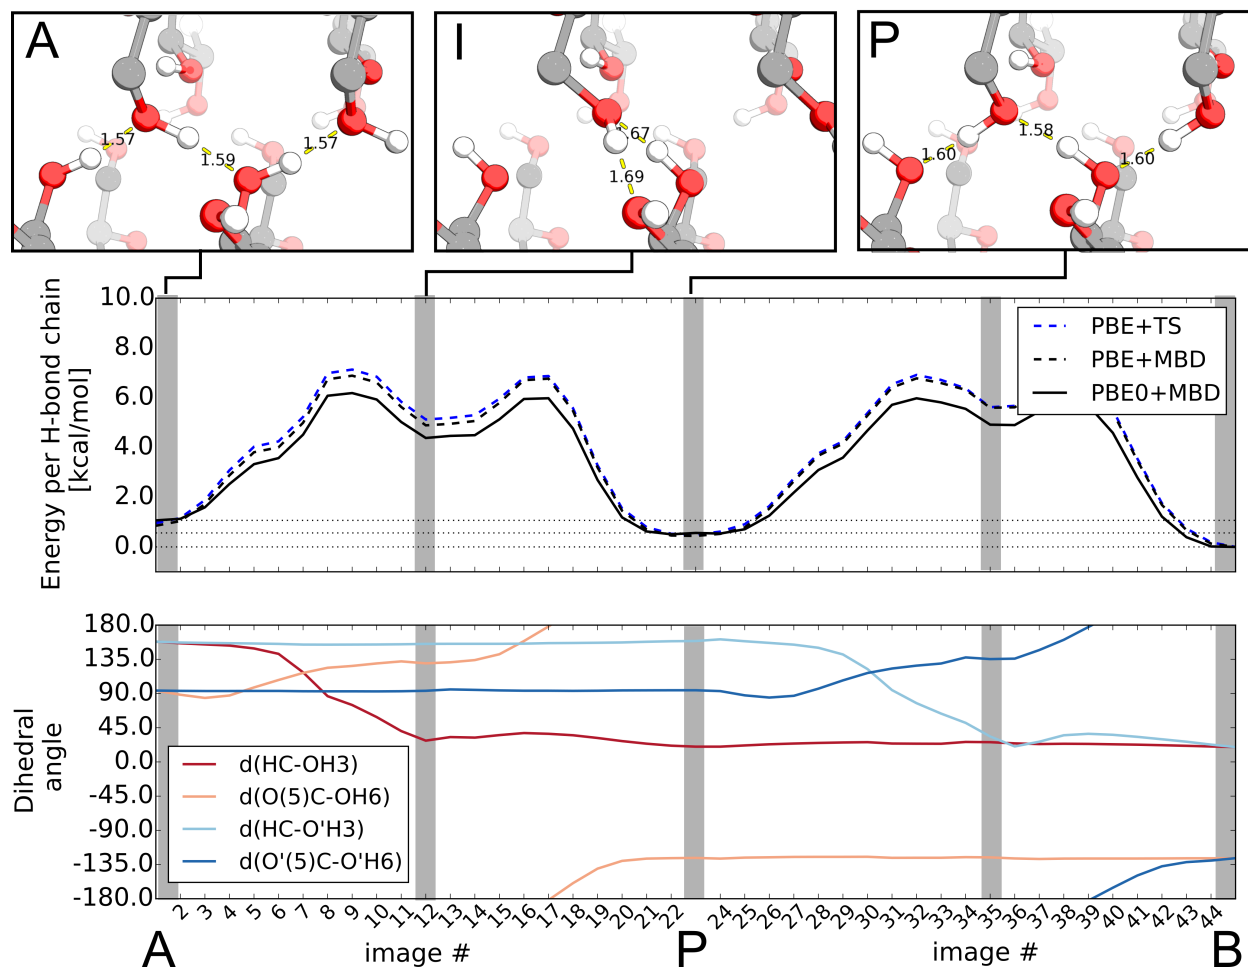 A
1.57
1.59
1.57
I
.67
1.69
P
1.60
1.58
1.60
Energy per H-bond chain
[kcal/mol]
10.0
8.0
6.0
4.0
2.0
0.0
PBE+TS
PBE+MBD
PBE0+MBD
Dihedral
angle
180.0
135.0
90.0
45.0
0.0
-45.0
-90.0
-135.0
-180.0
d(HC-OH3)
d(O(5)C-OH6)
d(HC-O'H3)
d(O'(5)C-O'H6)
2 3 4 5 6 7 8 9 10 11 12 13 14 16 17 18 19 20 21 22 24 25 26 27 28 29 30 31 32 33 34 35 36 37 38 39 40 41 42 43 44
A image # P image # B